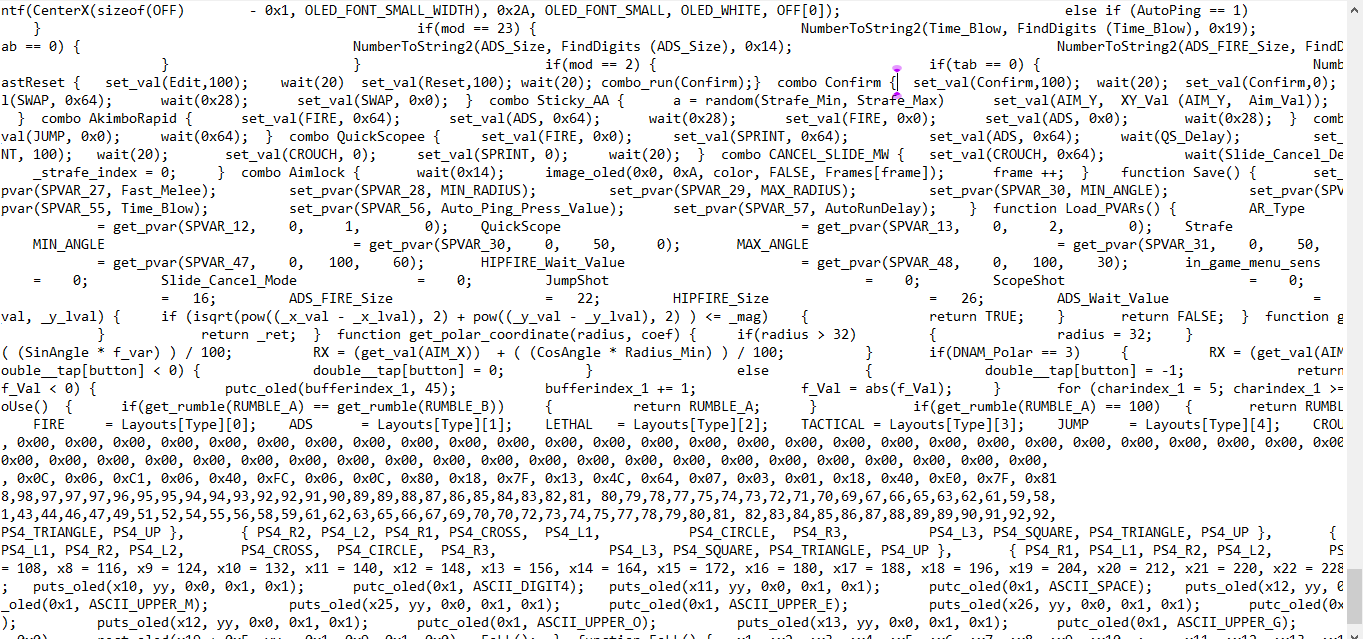 ntf(CenterX(sizeof(OFF)        - 0x1, OLED_FONT_SMALL_WIDTH), 0x2A, OLED_FONT_SMALL, OLED_WHITE, OFF[0]);                            else if (AutoPing == 1)
    }                                               if(mod == 23) {                                 NumberToString2(Time_Blow, FindDigits (Time_Blow), 0x19);
ab == 0) {                                  NumberToString2(ADS_Size, FindDigits (ADS_Size), 0x14);                                 NumberToString2(ADS_FIRE_Size, FindD
                    }                       }               if(mod == 2) {                                  if(tab == 0) {                                  Numb
astReset {   set_val(Edit,100);    wait(20)  set_val(Reset,100); wait(20); combo_run(Confirm);}  combo Confirm {  set_val(Confirm,100);  wait(20);  set_val(Confirm,0);
l(SWAP, 0x64);      wait(0x28);      set_val(SWAP, 0x0);  }  combo Sticky_AA {      a = random(Strafe_Min, Strafe_Max)      set_val(AIM_Y,  XY_Val (AIM_Y,  Aim_Val));
  }  combo AkimboRapid {      set_val(FIRE, 0x64);      set_val(ADS, 0x64);      wait(0x28);      set_val(FIRE, 0x0);      set_val(ADS, 0x0);      wait(0x28);  }  comb
val(JUMP, 0x0);     wait(0x64);  }  combo QuickScopee {     set_val(FIRE, 0x0);     set_val(SPRINT, 0x64);      set_val(ADS, 0x64);     wait(QS_Delay);       set_
NT, 100);   wait(20);       set_val(CROUCH, 0);     set_val(SPRINT, 0);     wait(20);  }  combo CANCEL_SLIDE_MW {   set_val(CROUCH, 0x64);          wait(Slide_Cancel_De
    _strafe_index = 0;     }  combo Aimlock {       wait(0x14);     image_oled(0x0, 0xA, color, FALSE, Frames[frame]);      frame ++;  }    function Save() {       set_
pvar(SPVAR_27, Fast_Melee);         set_pvar(SPVAR_28, MIN_RADIUS);         set_pvar(SPVAR_29, MAX_RADIUS);         set_pvar(SPVAR_30, MIN_ANGLE);          set_pvar(SPV
pvar(SPVAR_55, Time_Blow);          set_pvar(SPVAR_56, Auto_Ping_Press_Value);      set_pvar(SPVAR_57, AutoRunDelay);    }  function Load_PVARs() {         AR_Type
            = get_pvar(SPVAR_12,    0,     1,       0);    QuickScope                              = get_pvar(SPVAR_13,    0,     2,       0);    Strafe
    MIN_ANGLE                               = get_pvar(SPVAR_30,   0,    50,     0);       MAX_ANGLE                               = get_pvar(SPVAR_31,   0,    50,
            = get_pvar(SPVAR_47,    0,   100,   60);       HIPFIRE_Wait_Value                      = get_pvar(SPVAR_48,    0,   100,    30);       in_game_menu_sens
    =    0;         Slide_Cancel_Mode               =    0;         JumpShot                        =    0;         ScopeShot                       =    0;
                    =   16;         ADS_FIRE_Size                   =   22;         HIPFIRE_Size                    =   26;         ADS_Wait_Value                  =
val, _y_lval) {     if (isqrt(pow((_x_val - _x_lval), 2) + pow((_y_val - _y_lval), 2) ) <= _mag)    {               return TRUE;       }       return FALSE;  }  function g
            }            return _ret;  }  function get_polar_coordinate(radius, coef) {     if(radius > 32)         {               radius = 32;    }
( (SinAngle * f_var) ) / 100;       RX = (get_val(AIM_X))  + ( (CosAngle * Radius_Min) ) / 100;          }       if(DNAM_Polar == 3)     {          RX = (get_val(AIM
ouble__tap[button] < 0) {              double__tap[button] = 0;          }                  else            {              double__tap[button] = -1;               return
f_Val < 0) {                putc_oled(bufferindex_1, 45);           bufferindex_1 += 1;             f_Val = abs(f_Val);     }       for (charindex_1 = 5; charindex_1 >=
oUse()  {      if(get_rumble(RUMBLE_A) == get_rumble(RUMBLE_B))     {          return RUMBLE_A;      }            if(get_rumble(RUMBLE_A) == 100)   {       return RUMBL
    FIRE     = Layouts[Type][0];    ADS      = Layouts[Type][1];    LETHAL   = Layouts[Type][2];    TACTICAL = Layouts[Type][3];    JUMP     = Layouts[Type][4];    CROU
, 0x00, 0x00, 0x00, 0x00, 0x00, 0x00, 0x00, 0x00, 0x00, 0x00, 0x00, 0x00, 0x00, 0x00, 0x00, 0x00, 0x00, 0x00, 0x00, 0x00, 0x00, 0x00, 0x00, 0x00, 0x00, 0x00, 0x00, 0x00
0x00, 0x00, 0x00, 0x00, 0x00, 0x00, 0x00, 0x00, 0x00, 0x00, 0x00, 0x00, 0x00, 0x00, 0x00, 0x00, 0x00, 0x00, 0x00, 0x00, 0x00, 0x00,
, 0x0C, 0x06, 0xC1, 0x06, 0x40, 0xFC, 0x06, 0x0C, 0x80, 0x18, 0x7F, 0x13, 0x4C, 0x64, 0x07, 0x03, 0x01, 0x18, 0x40, 0xE0, 0x7F, 0x81
8,98,97,97,97,96,95,95,94,94,93,92,92,91,90,89,89,88,87,86,85,84,83,82,81, 80,79,78,77,75,74,73,72,71,70,69,67,66,65,63,62,61,59,58,
1,43,44,46,47,49,51,52,54,55,56,58,59,61,62,63,65,66,67,69,70,70,72,73,74,75,77,78,79,80,81, 82,83,84,85,86,87,88,89,89,90,91,92,92,
PS4_TRIANGLE, PS4_UP },       { PS4_R2, PS4_L2, PS4_R1, PS4_CROSS,  PS4_L1,           PS4_CIRCLE,  PS4_R3,          PS4_L3, PS4_SQUARE, PS4_TRIANGLE, PS4_UP },       {
PS4_L1, PS4_R2, PS4_L2,       PS4_CROSS,  PS4_CIRCLE,  PS4_R3,              PS4_L3, PS4_SQUARE, PS4_TRIANGLE, PS4_UP },       { PS4_R1, PS4_L1, PS4_R2, PS4_L2,       PS
= 108, x8 = 116, x9 = 124, x10 = 132, x11 = 140, x12 = 148, x13 = 156, x14 = 164, x15 = 172, x16 = 180, x17 = 188, x18 = 196, x19 = 204, x20 = 212, x21 = 220, x22 = 228
;   puts_oled(x10, yy, 0x0, 0x1, 0x1);       putc_oled(0x1, ASCII_DIGIT4);   puts_oled(x11, yy, 0x0, 0x1, 0x1);      putc_oled(0x1, ASCII_SPACE);    puts_oled(x12, yy, 0
_oled(0x1, ASCII_UPPER_M);          puts_oled(x25, yy, 0x0, 0x1, 0x1);      putc_oled(0x1, ASCII_UPPER_E);          puts_oled(x26, yy, 0x0, 0x1, 0x1);      putc_oled(0x
);          puts_oled(x12, yy, 0x0, 0x1, 0x1);      putc_oled(0x1, ASCII_UPPER_O);          puts_oled(x13, yy, 0x0, 0x1, 0x1);      putc_oled(0x1, ASCII_UPPER_G);